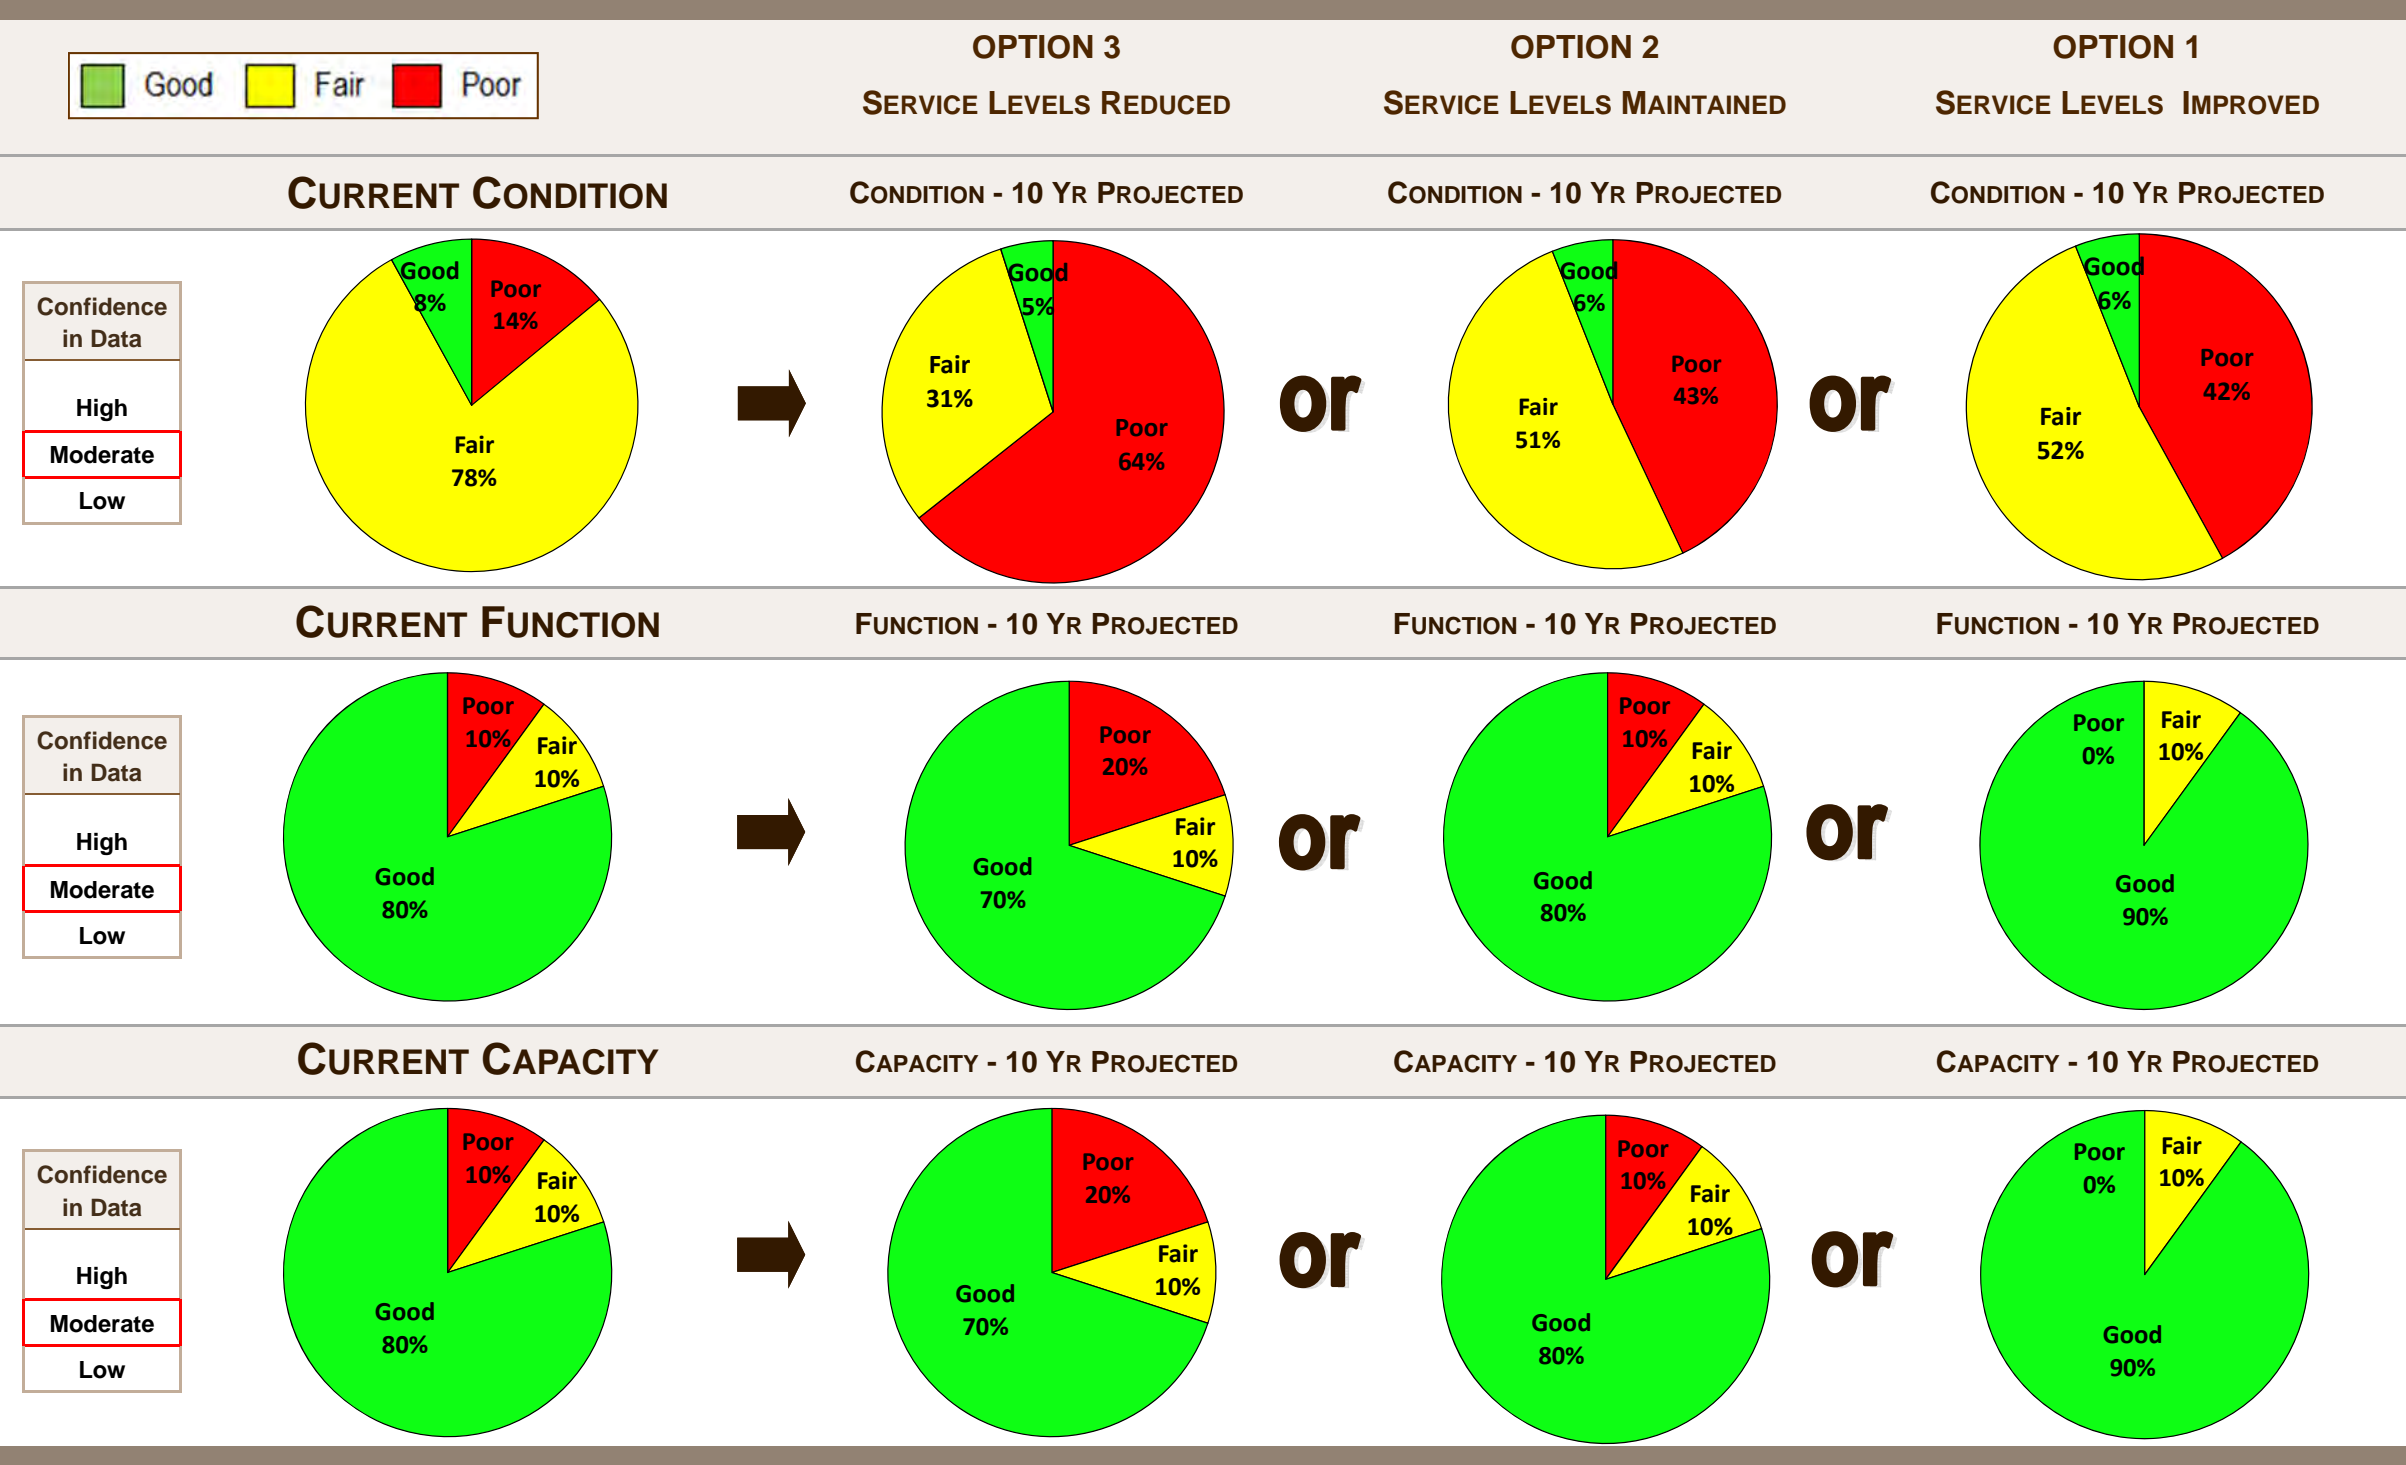 Good Fair Poor
OPTION 3
SERVICE LEVELS REDUCED
OPTION 2
SERVICE LEVELS MAINTAINED
OPTION 1
SERVICE LEVELS IMPROVED
CURRENT CONDITION
CONDITION - 10 YR PROJECTED
CONDITION - 10 YR PROJECTED
CONDITION - 10 YR PROJECTED
Confidence
in Data
High
Moderate
Low
Good
8%
Poor
14%
Fair
78%
Good
5%
Fair
31%
Poor
64%
or
Good
6%
Poor
43%
Fair
51%
or
Good
6%
Poor
42%
Fair
52%
CURRENT FUNCTION
FUNCTION - 10 YR PROJECTED
FUNCTION - 10 YR PROJECTED
FUNCTION - 10 YR PROJECTED
Confidence
in Data
High
Moderate
Low
Poor
10%
Fair
10%
Good
80%
Poor
20%
Fair
10%
Good
70%
or
Poor
10%
Fair
10%
Good
80%
or
Poor
0%
Fair
10%
Good
90%
CURRENT CAPACITY
CAPACITY - 10 YR PROJECTED
CAPACITY - 10 YR PROJECTED
CAPACITY - 10 YR PROJECTED
Confidence
in Data
High
Moderate
Low
Poor
10%
Fair
10%
Good
80%
Poor
20%
Fair
10%
Good
70%
or
Poor
10%
Fair
10%
Good
80%
or
Poor
0%
Fair
10%
Good
90%